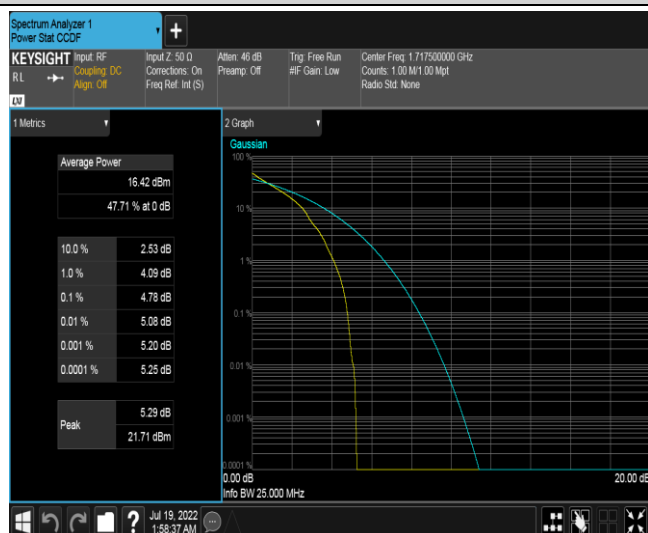 Spectrum Analyzer 1
Power Stat CCDF
+
KEYSIGHT Input: RF Input Z: 50 Ω Atten: 46 dB Trig: Free Run Center Freq: 1.717500000 GHz
RL Coupling: DC Corrections: On Preamp: Off #IF Gain: Low Counts: 1.00 M/1.00 Mpt
Align: Off Freq Ref: Int (S) Radio Std: None
LXI
1 Metrics
Average Power
16.42 dBm
47.71 % at 0 dB
10.0 % 2.53 dB
1.0 % 4.09 dB
0.1 % 4.78 dB
0.01 % 5.08 dB
0.001 % 5.20 dB
0.0001 % 5.25 dB
Peak 5.29 dB
21.71 dBm
2 Graph
Gaussian
100 %
10 %
1 %
0.1 %
0.01 %
0.001 %
0.0001 %
0.00 dB 20.00 dB
Info BW 25.000 MHz
? Jul 19, 2022
1:58:37 AM